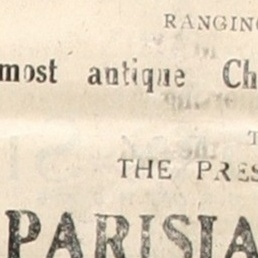 RANGING
most antique Ch
T
THE PRES
PARISIA